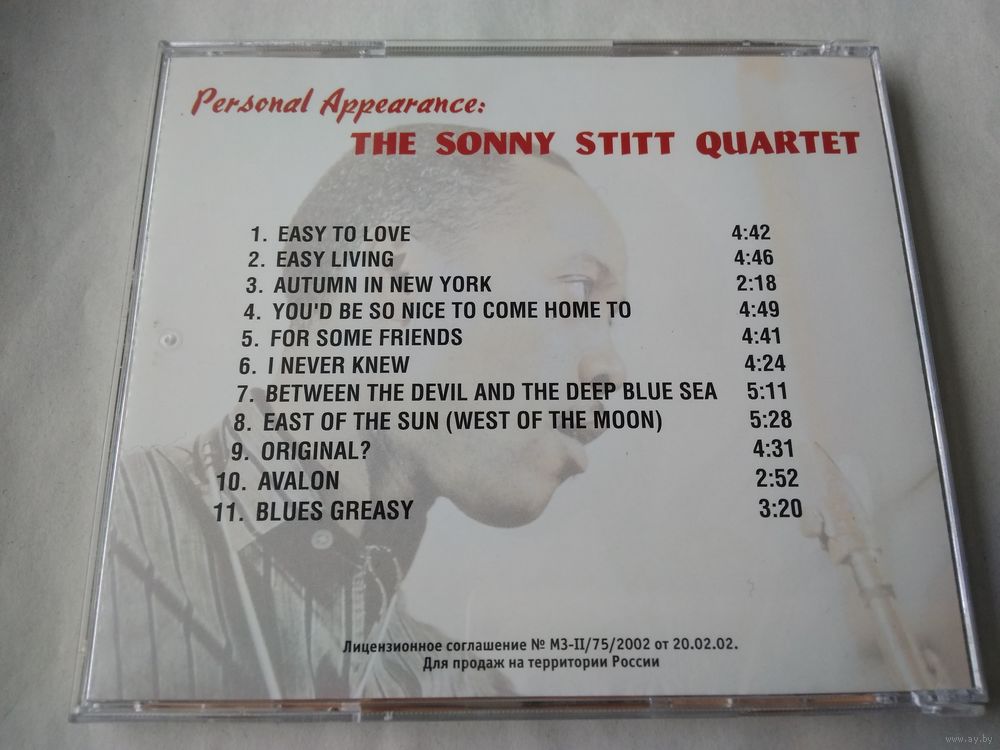 Personal Appearance:
THE SONNY STITT QUARTET
1. EASY TO LOVE 4:42
2. EASY LIVING 4:46
3. AUTUMN IN NEW YORK 2:18
4. YOU'D BE SO NICE TO COME HOME TO 4:49
5. FOR SOME FRIENDS 4:41
6. I NEVER KNEW 4:24
7. BETWEEN THE DEVIL AND THE DEEP BLUE SEA 5:11
8. EAST OF THE SUN (WEST OF THE MOON) 5:28
9. ORIGINAL? 4:31
10. AVALON 2:52
11. BLUES GREASY 3:20
Лицензионное соглашение № МЗ-II/75/2002 от 20.02.02.
Для продаж на территории России
www.ay.by